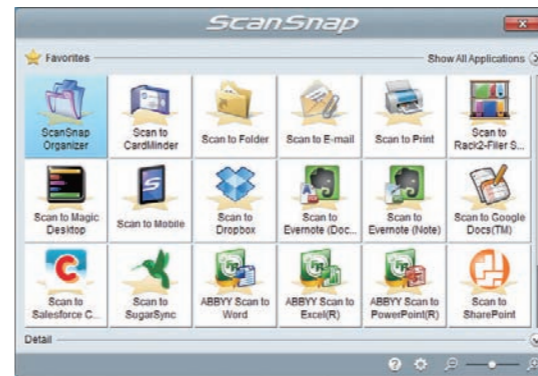 ScanSnap
Favorites
Show All Applications
ScanSnap
Organizer
Scan to
CardMinder
Scan to Folder
Scan to E-mail
Scan to Print
Scan to
Rack2-Filer S...
Scan to Magic
Desktop
Scan to Mobile
Scan to
Dropbox
Scan to
Evernote (Doc...
Scan to
Evernote (Note)
Scan to Google
Docs(TM)
Scan to
Salesforce C...
Scan to
SugarSync
ABBYY Scan to
Word
ABBYY Scan to
Excel(R)
ABBYY Scan to
PowerPoint(R)
Scan to
SharePoint
Detail